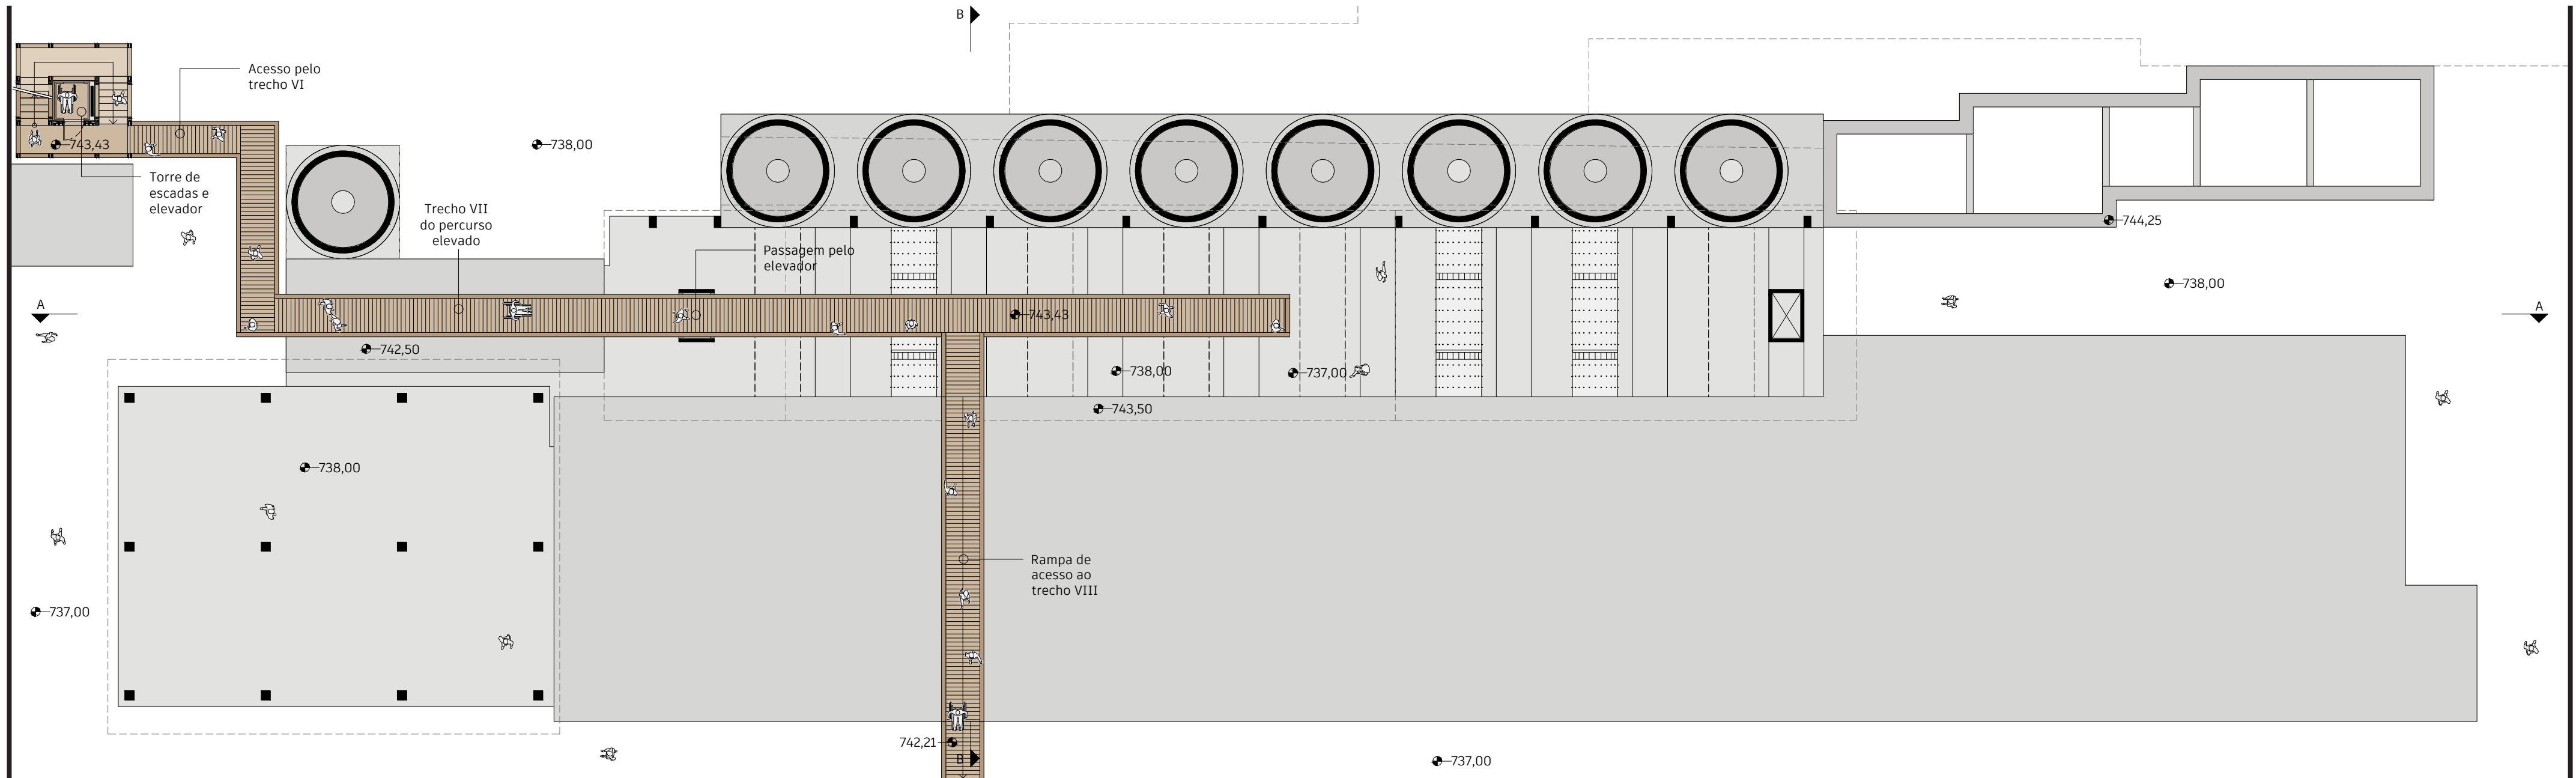 B
Acesso pelo
trecho VI
743,43
738,00
Torre de
escadas e
elevador
Trecho VII
do percurso
elevado
Passagem pelo
elevador
744,25
738,00
A
A
743,43
742,50
738,00
737,00
743,50
738,00
Rampa de
acesso ao
trecho VIII
737,00
742,21
B
737,00